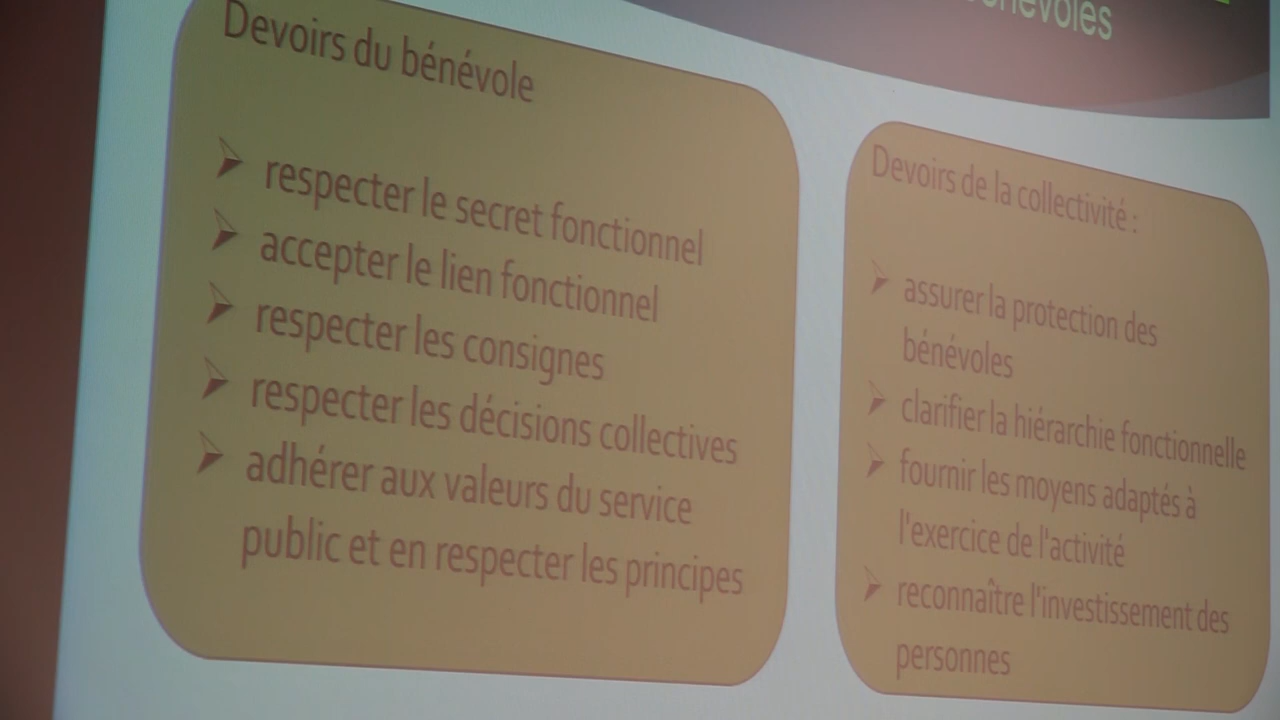 bénévoles
Devoirs du bénévole
respecter le secret fonctionnel
accepter le lien fonctionnel
respecter les consignes
respecter les décisions collectives
adhérer aux valeurs du service
public et en respecter les principes
Devoirs de la collectivité :
assurer la protection des
bénévoles
clarifier la hiérarchie fonctionnelle
fournir les moyens adaptés à
l'exercice de l'activité
reconnaître l'investissement des
personnes